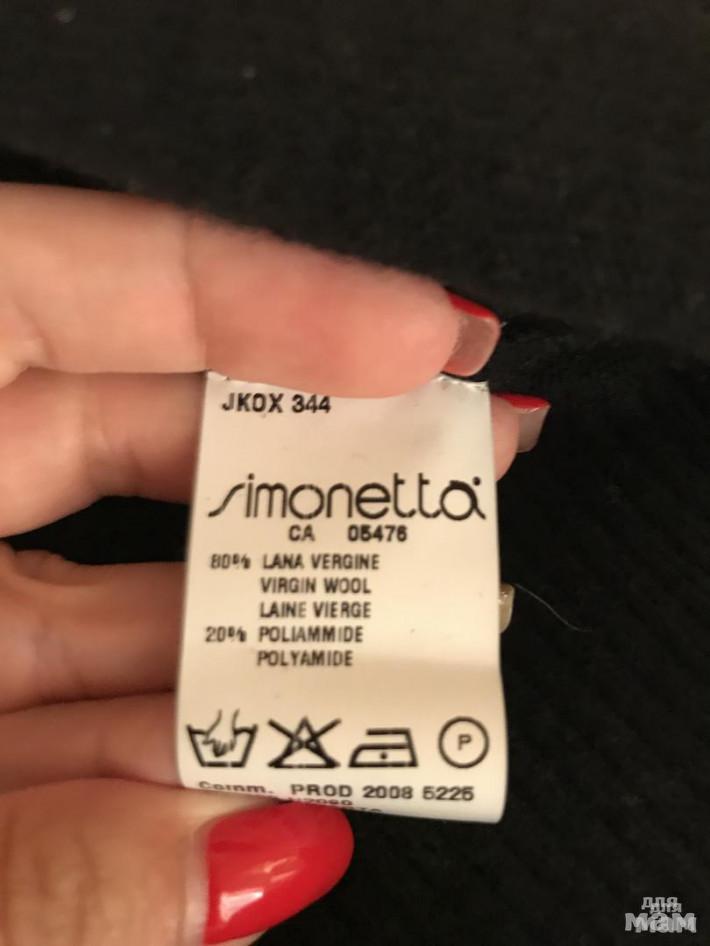 JKOX 344
simonetta
CA 05476
80% LANA VERGINE
VIRGIN WOOL
LAINE VIERGE
20% POLIAMMIDE
POLYAMIDE
P
Comm. PROD 2008 5225
для
мам